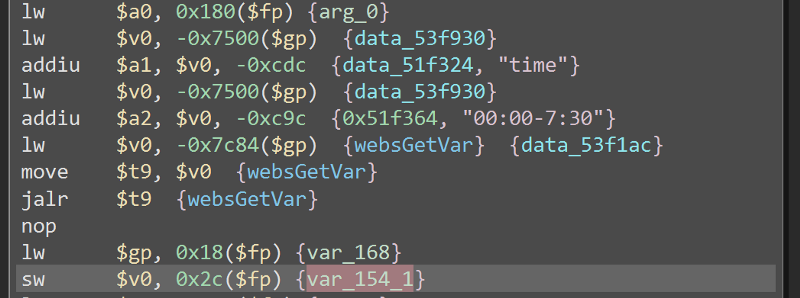 lw $a0, 0x180($fp) {arg_0}
lw $v0, -0x7500($gp) {data_53f930}
addiu $a1, $v0, -0xcdc {data_51f324, "time"}
lw $v0, -0x7500($gp) {data_53f930}
addiu $a2, $v0, -0xc9c {0x51f364, "00:00-7:30"}
lw $v0, -0x7c84($gp) {websGetVar} {data_53f1ac}
move $t9, $v0 {websGetVar}
jalr $t9 {websGetVar}
nop
lw $gp, 0x18($fp) {var_168}
sw $v0, 0x2c($fp) {var_154_1}